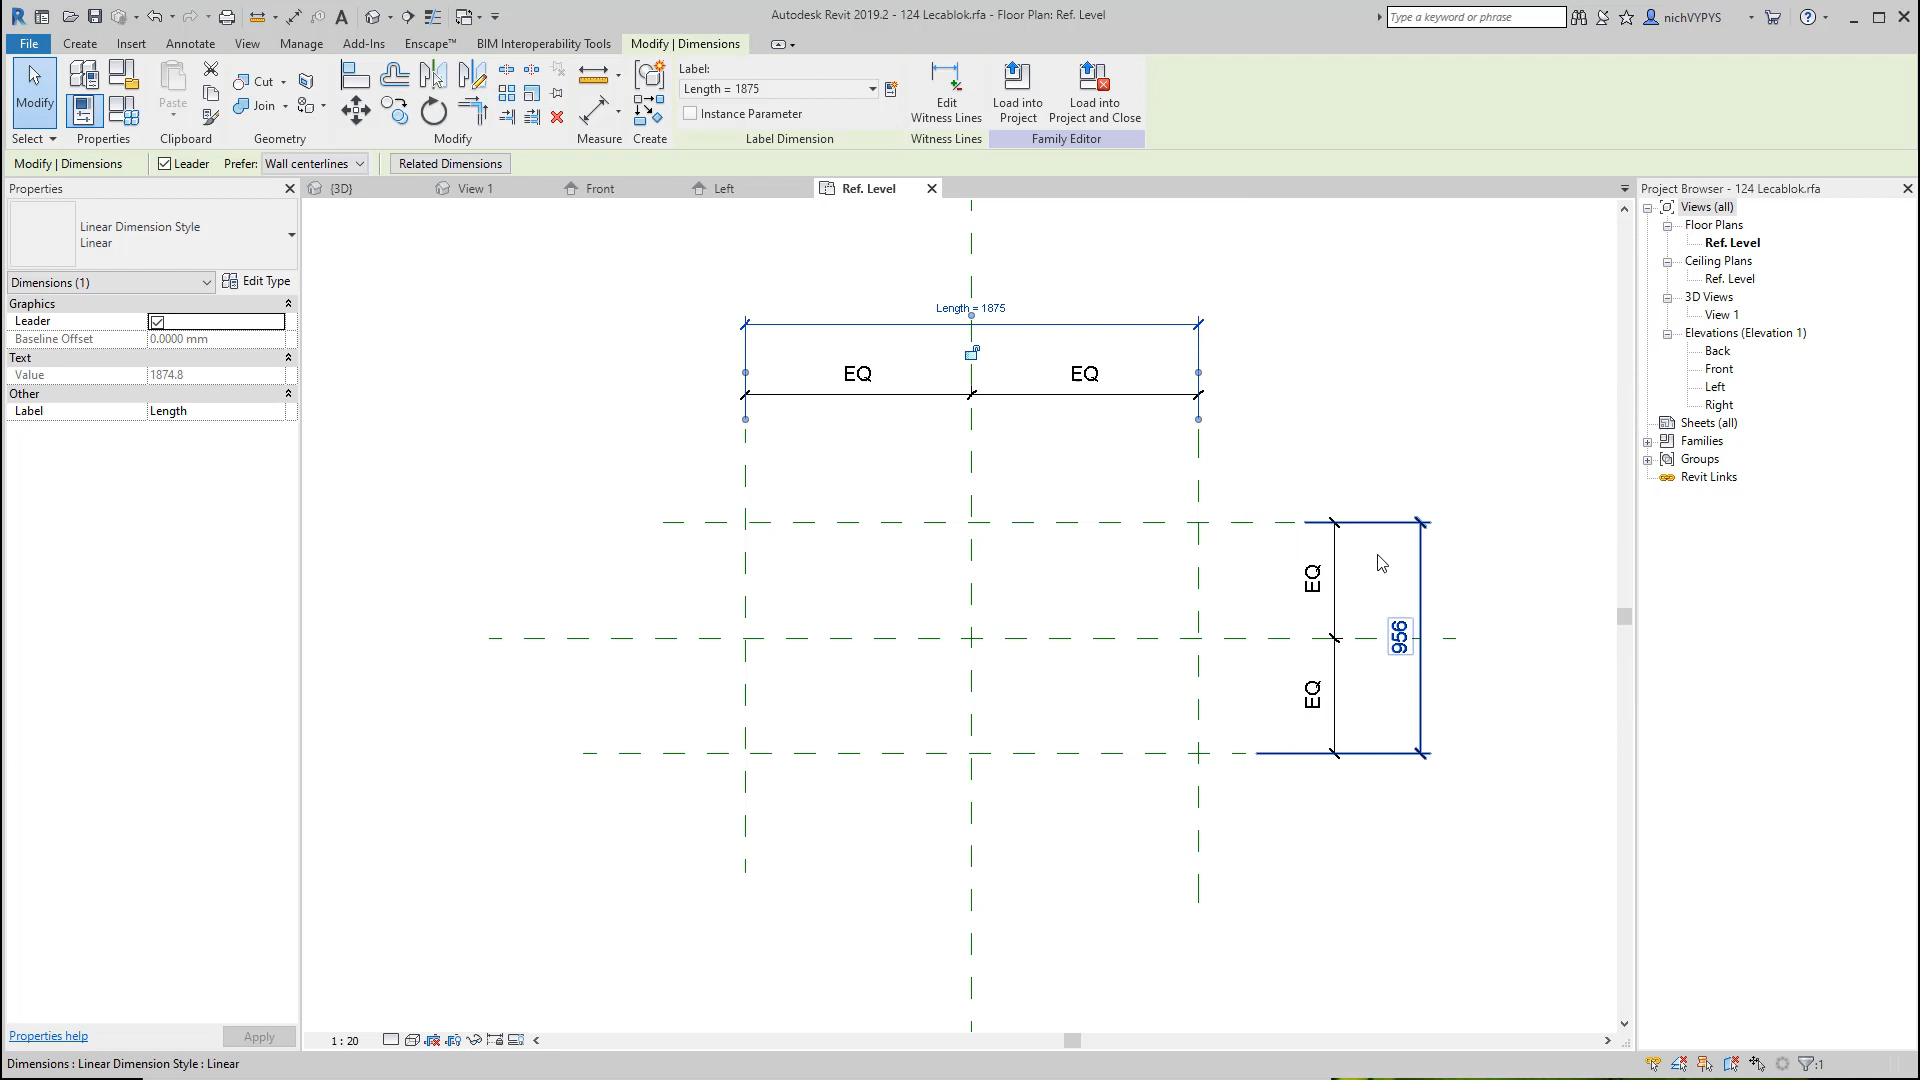 Autodesk Revit 2019.2 - 124 Lecablok.rfa - Floor Plan: Ref. Level
Type a keyword or phrase
nichVYPYS
File
Create
Insert
Annotate
View
Manage
Add-Ins
Enscape™
BIM Interoperability Tools
Modify | Dimensions
Modify
Select
Properties
Paste
Clipboard
Cut
Join
Geometry
Modify
Measure
Create
Label:
Length = 1875
Instance Parameter
Label Dimension
Edit
Witness Lines
Witness Lines
Load into
Project
Load into
Project and Close
Family Editor
Modify | Dimensions
Leader
Prefer:
Wall centerlines
Related Dimensions
Properties
Linear Dimension Style
Linear
Dimensions (1)
Edit Type
Graphics
Leader
Baseline Offset
0.0000 mm
Text
Value
1874.8
Other
Label
Length
Properties help
Apply
{3D}
View 1
Front
Left
Ref. Level
Length = 1875
EQ
EQ
EQ
956
EQ
1 : 20
Project Browser - 124 Lecablok.rfa
Views (all)
Floor Plans
Ref. Level
Ceiling Plans
Ref. Level
3D Views
View 1
Elevations (Elevation 1)
Back
Front
Left
Right
Sheets (all)
Families
Groups
Revit Links
Dimensions : Linear Dimension Style : Linear
:1